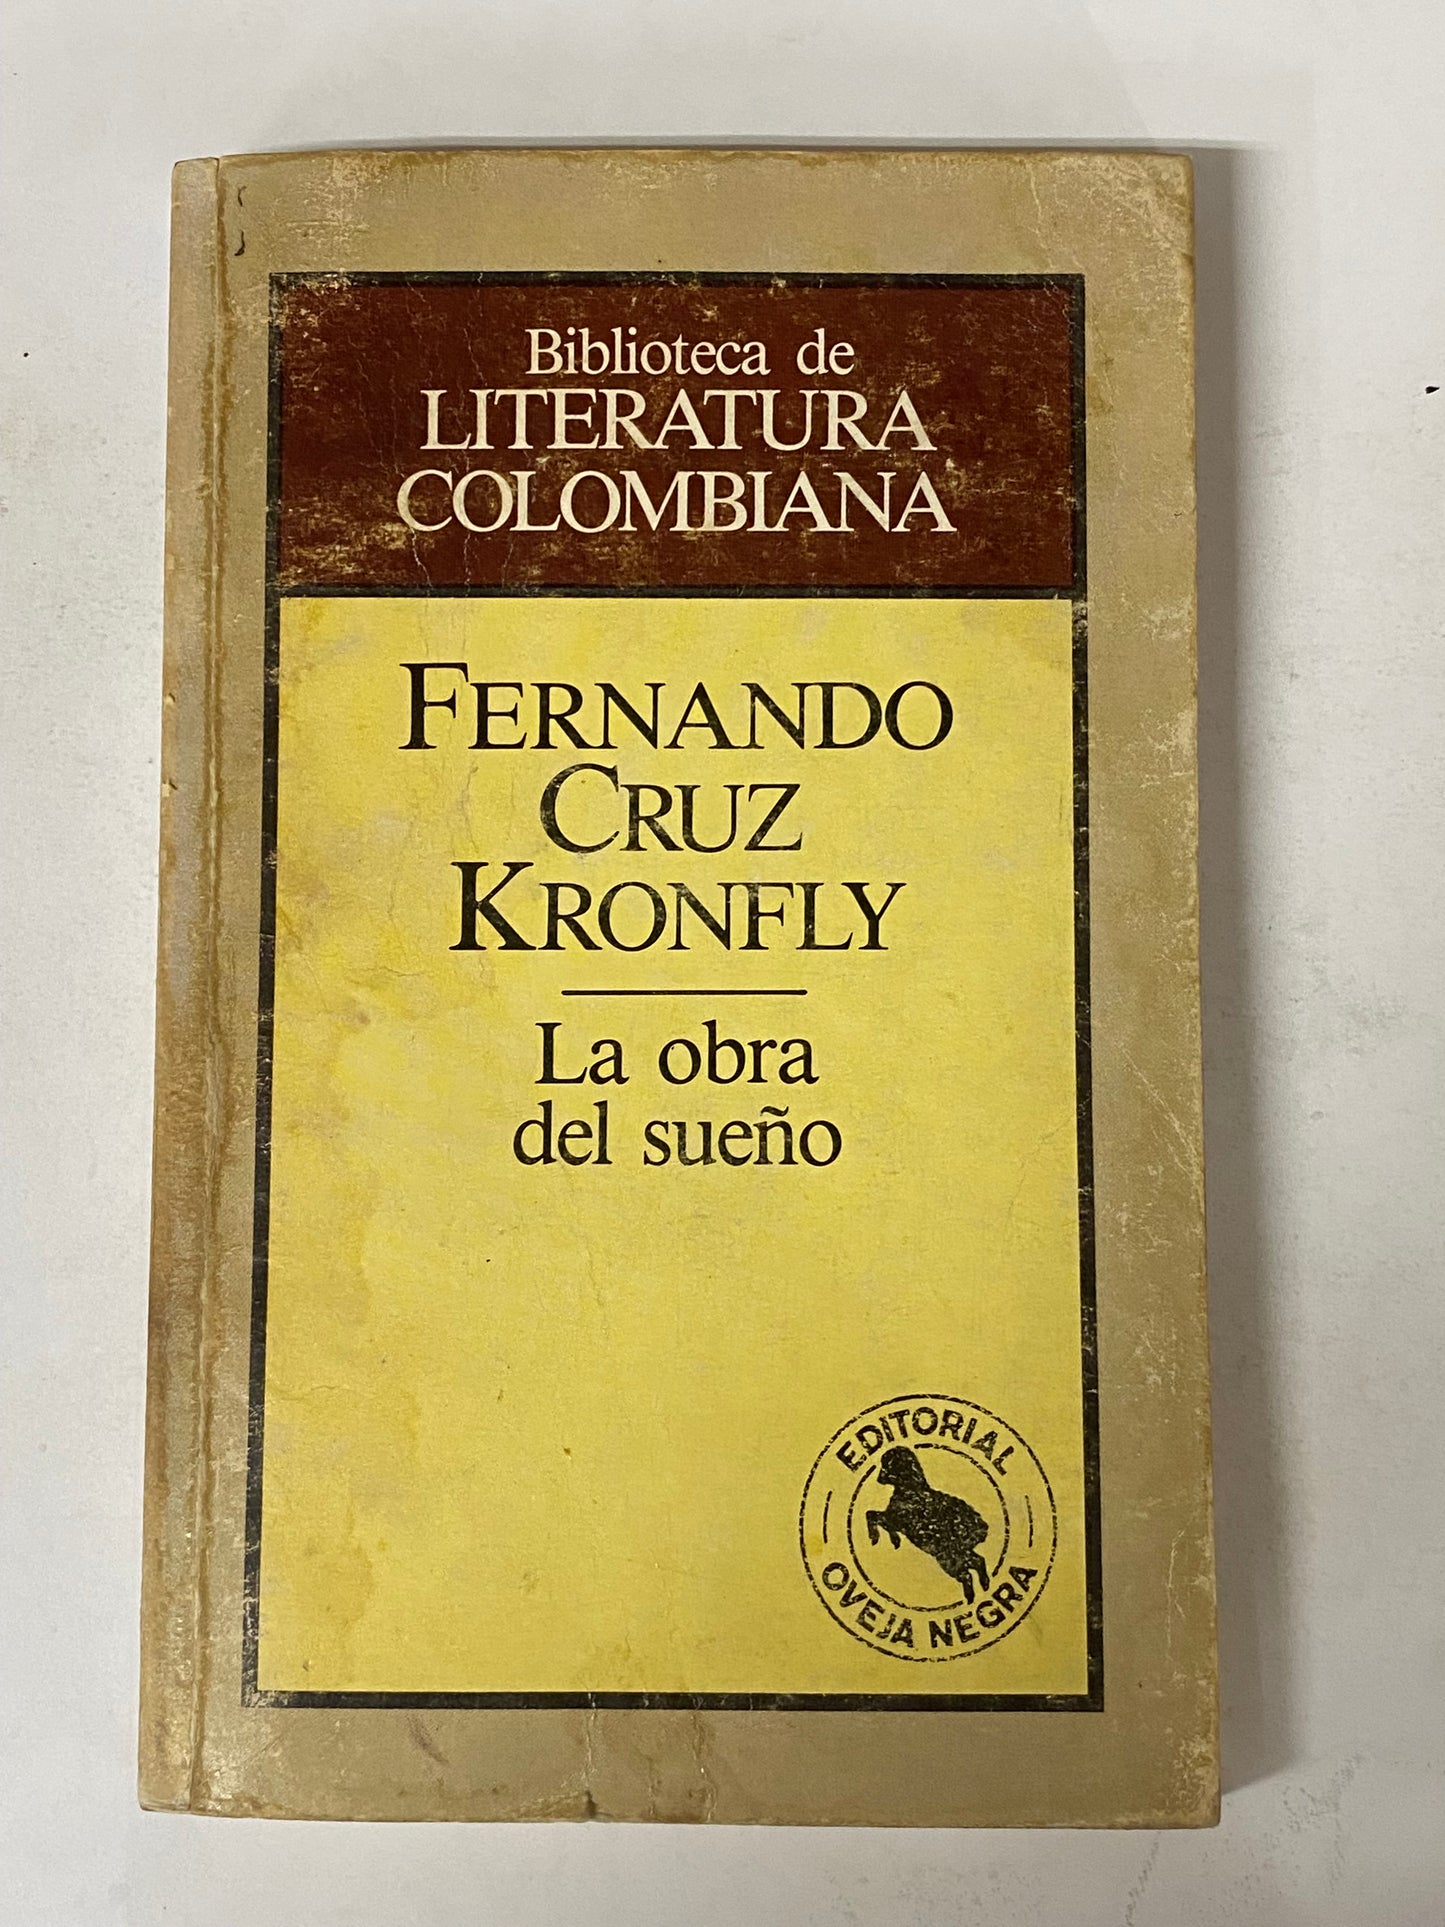 Biblioteca de
LITERATURA
COLOMBIANA
FERNANDO
CRUZ
KRONFLY
La obra
del sueño
EDITORIAL
OVEJA NEGRA